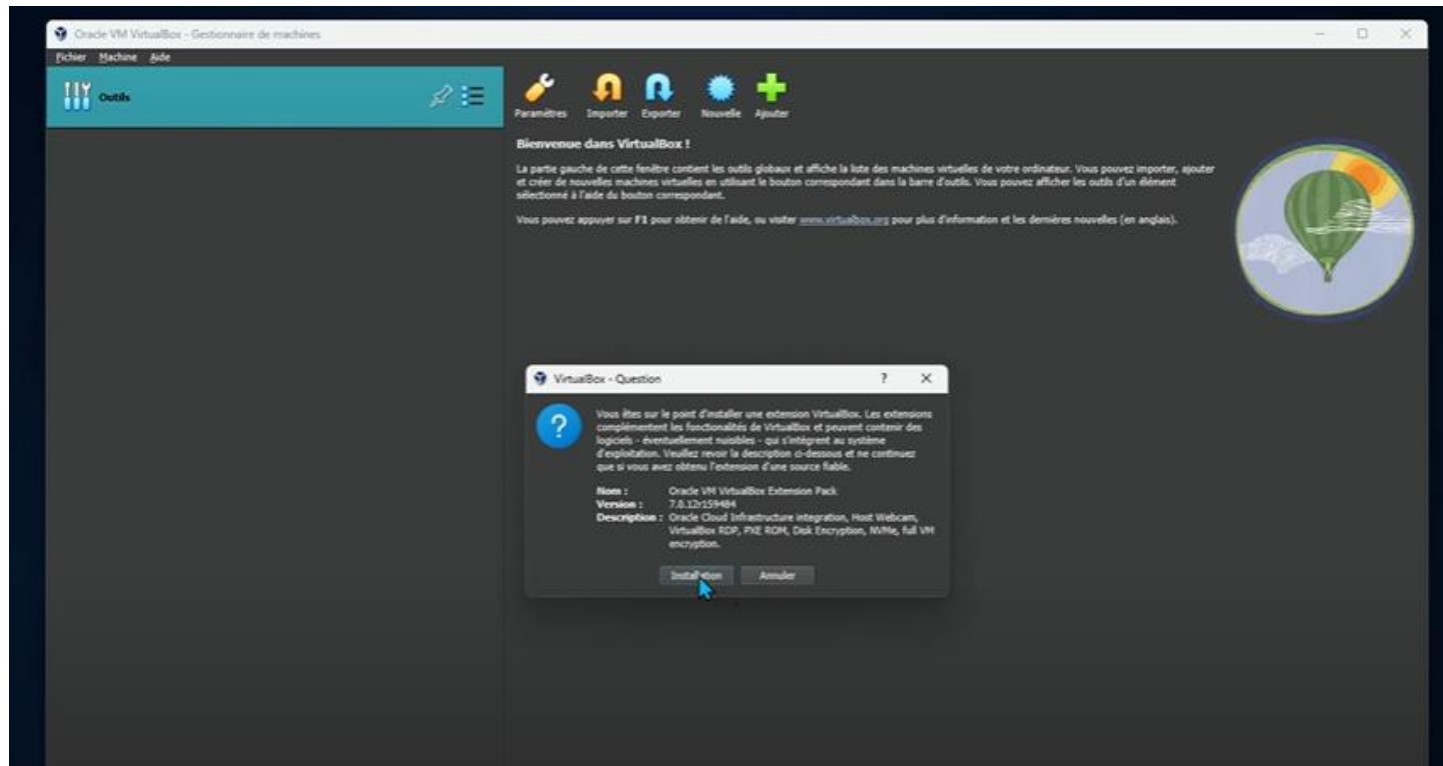 Oracle VM VirtualBox - Gestionnaire de machines
Fichier Machine Aide
Outils
Paramètres Importer Exporter Nouvelle Ajouter
Bienvenue dans VirtualBox !
La partie gauche de cette fenêtre contient les outils globaux et affiche la liste des machines virtuelles de votre ordinateur. Vous pouvez importer, ajouter
et créer de nouvelles machines virtuelles en utilisant le bouton correspondant dans la barre d'outils. Vous pouvez afficher les outils d'un élément
sélectionné à l'aide du bouton correspondant.
Vous pouvez appuyer sur F1 pour obtenir de l'aide, ou visiter www.virtualbox.org pour plus d'information et les dernières nouvelles (en anglais).
VirtualBox - Question
Vous êtes sur le point d'installer une extension VirtualBox. Les extensions
complémentent les fonctionalités de VirtualBox et peuvent contenir des
logiciels - éventuellement nuisibles - qui s'intégrent au système
d'exploitation. Veuillez revoir la description ci-dessous et ne continuez
que si vous avez obtenu l'extension d'une source fiable.
Nom : Oracle VM VirtualBox Extension Pack
Version : 7.0.12r159484
Description : Oracle Cloud Infrastructure integration, Host Webcam,
VirtualBox RDP, PXE ROM, Disk Encryption, NVMe, full VM
encryption.
Installation Annuler